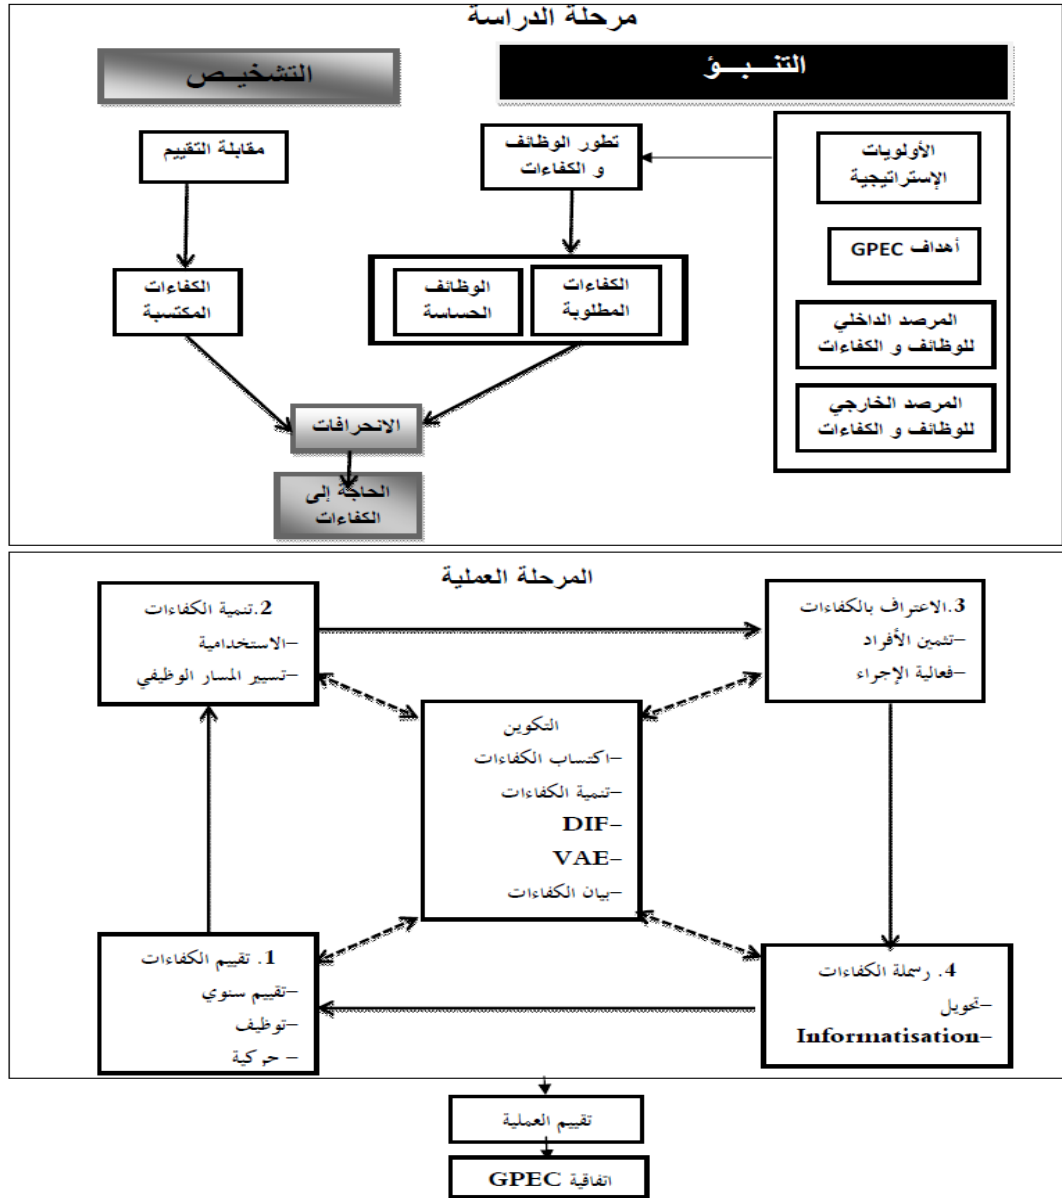 مرحلة الدراسة
التنـــبـــؤ
التشخيــص
الأولويات
الإستراتيجية
أهداف GPEC
المرصد الداخلي
للوظائف و الكفاءات
المرصد الخارجي
للوظائف و الكفاءات
تطور الوظائف
و الكفاءات
الكفاءات
المطلوبة
الوظائف
الحساسة
مقابلة التقييم
الكفاءات
المكتسبة
الانحرافات
الحاجة إلى
الكفاءات
المرحلة العملية
3.الاعتراف بالكفاءات
-تثمين الأفراد
-فعالية الإجراء
2.تنمية الكفاءات
-الاستخدامية
-تسيير المسار الوظيفي
التكوين
-اكتساب الكفاءات
-تنمية الكفاءات
-DIF
-VAE
-بيان الكفاءات
1. تقييم الكفاءات
-تقييم سنوي
-توظيف
- حركية
4. رسملة الكفاءات
-تحويل
-Informatisation
تقييم العملية
اتفاقية GPEC